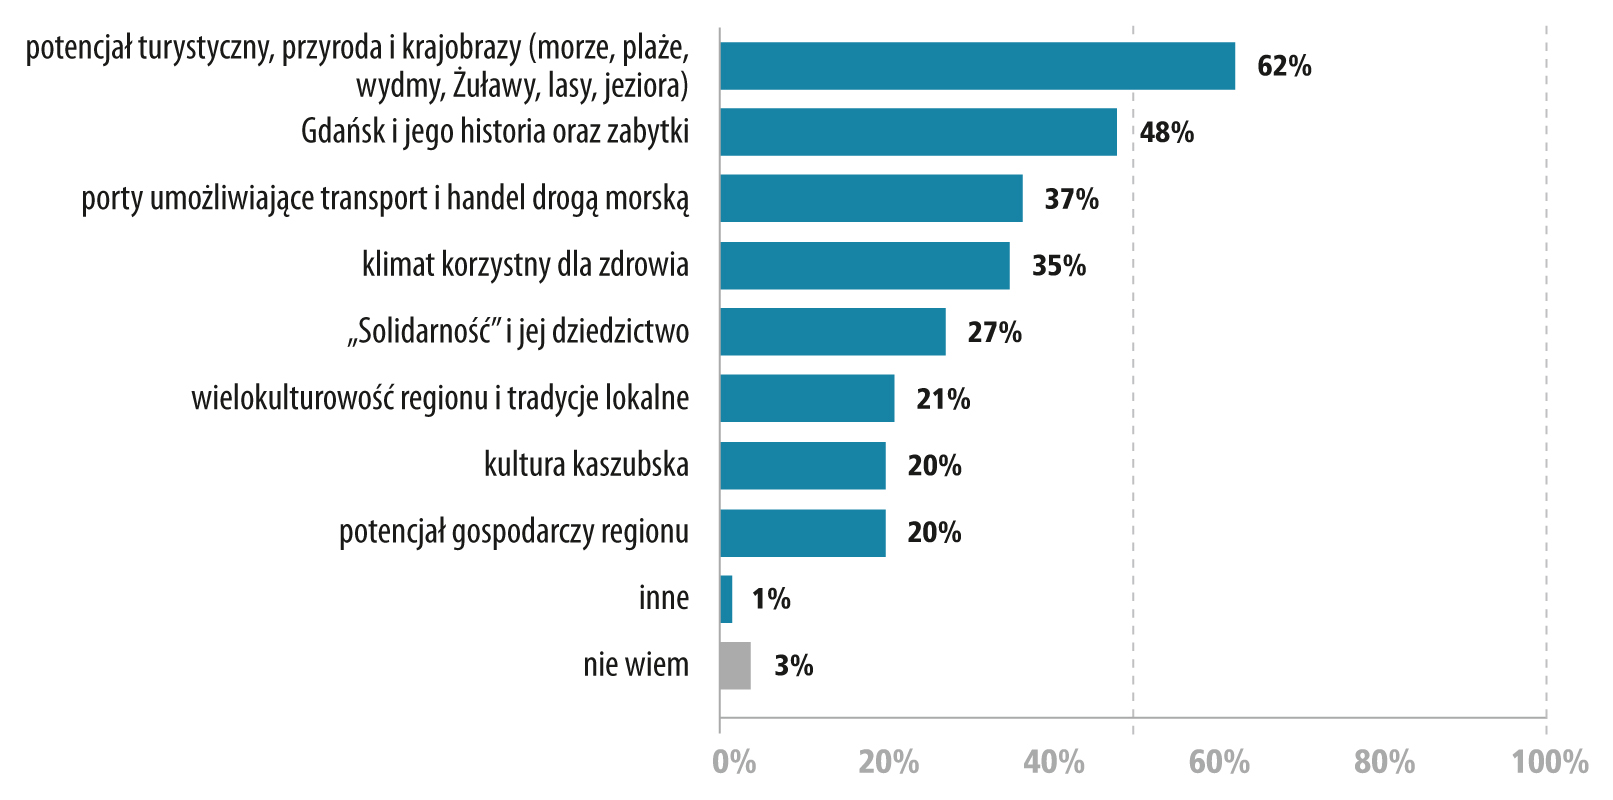 potencjał turystyczny, przyroda i krajobrazy (morze, plaże,
wydmy, Żuławy, lasy, jeziora)
62%
Gdańsk i jego historia oraz zabytki
48%
porty umożliwiające transport i handel drogą morską
37%
klimat korzystny dla zdrowia
35%
„Solidarność” i jej dziedzictwo
27%
wielokulturowość regionu i tradycje lokalne
21%
kultura kaszubska
20%
potencjał gospodarczy regionu
20%
inne
1%
nie wiem
3%
0% 20% 40% 60% 80% 100%